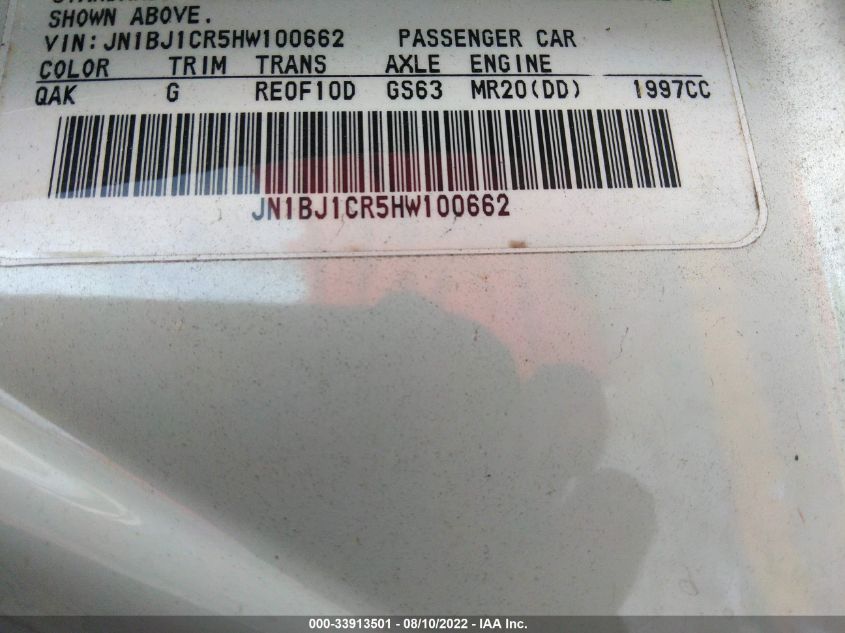 SHOWN ABOVE.
VIN: JN1BJ1CR5HW100662 PASSENGER CAR
COLOR TRIM TRANS AXLE ENGINE
QAK G RE0F10D GS63 MR20(DD) 1997CC
JN1BJ1CR5HW100662
000-33913501 - 08/10/2022 - IAA Inc.